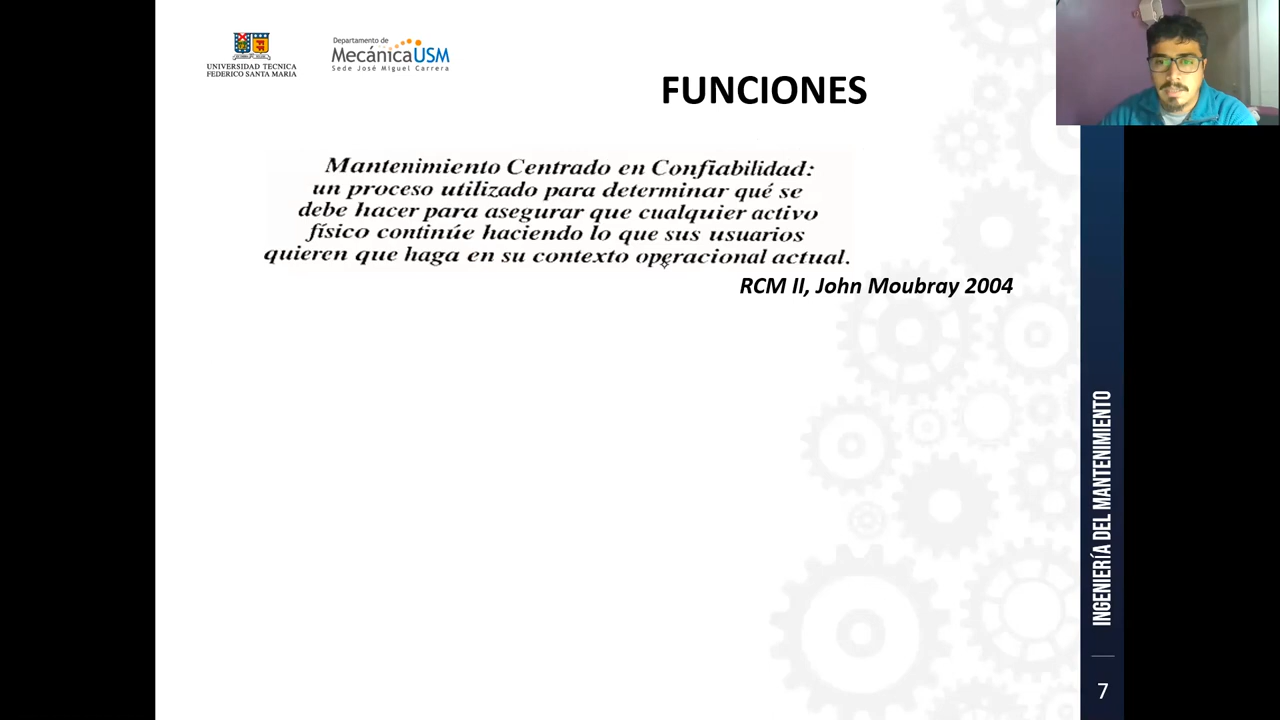 UNIVERSIDAD TECNICA
FEDERICO SANTA MARIA
Departamento de
MecánicaUSM
Sede José Miguel Carrera
FUNCIONES
Mantenimiento Centrado en Confiabilidad:
un proceso utilizado para determinar qué se
debe hacer para asegurar que cualquier activo
físico continúe haciendo lo que sus usuarios
quieren que haga en su contexto operacional actual.
RCM II, John Moubray 2004
INGENIERÍA DEL MANTENIMIENTO
7